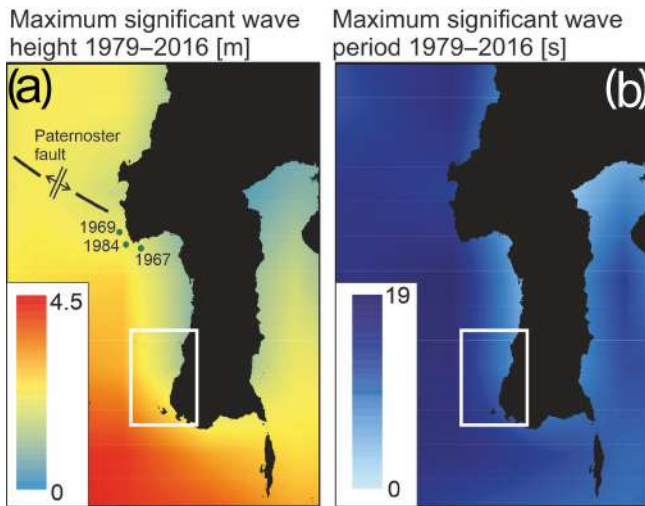 Maximum significant wave
height 1979–2016 [m]
(a)
Paternoster
fault
1969
1984
1967
4.5
0
Maximum significant wave
period 1979–2016 [s]
(b)
19
0